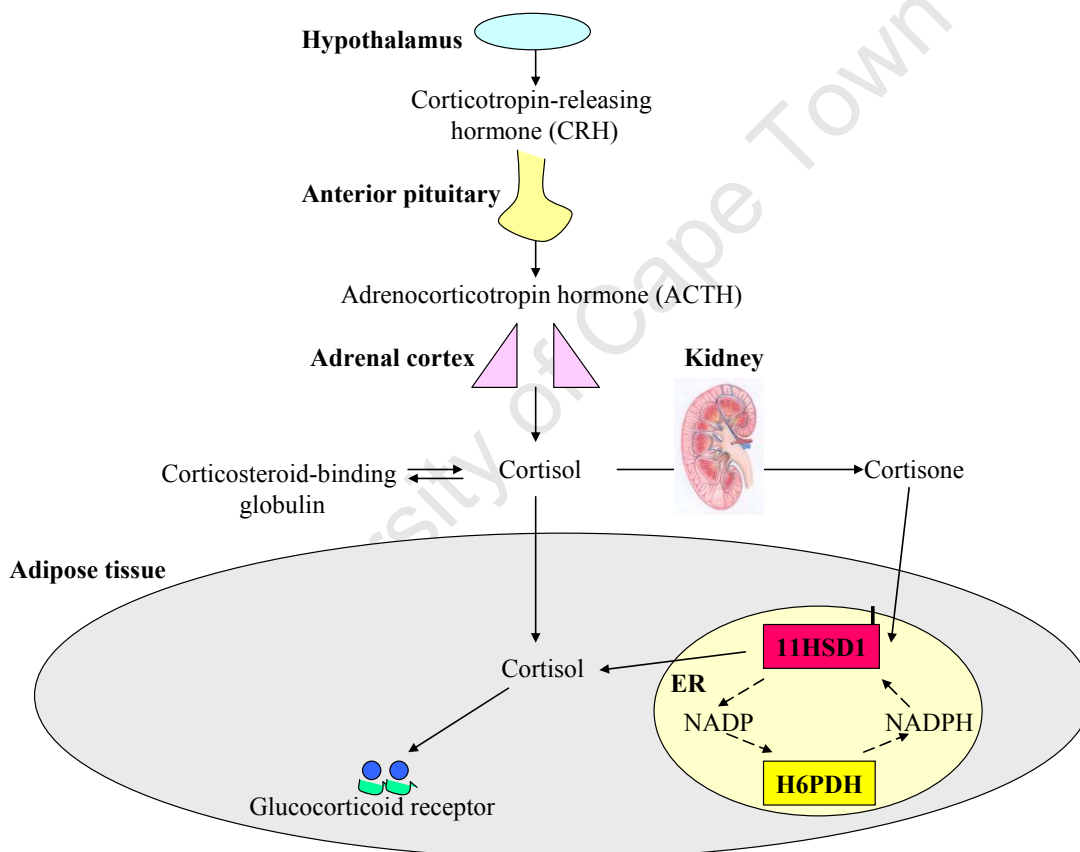 Hypothalamus
Corticotropin-releasing
hormone (CRH)
Anterior pituitary
Adrenocorticotropin hormone (ACTH)
Adrenal cortex
Kidney
Corticosteroid-binding
globulin
Cortisol
Cortisone
Adipose tissue
11HSD1
Cortisol
ER
NADP
NADPH
H6PDH
Glucocorticoid receptor
ersity of Cape Town